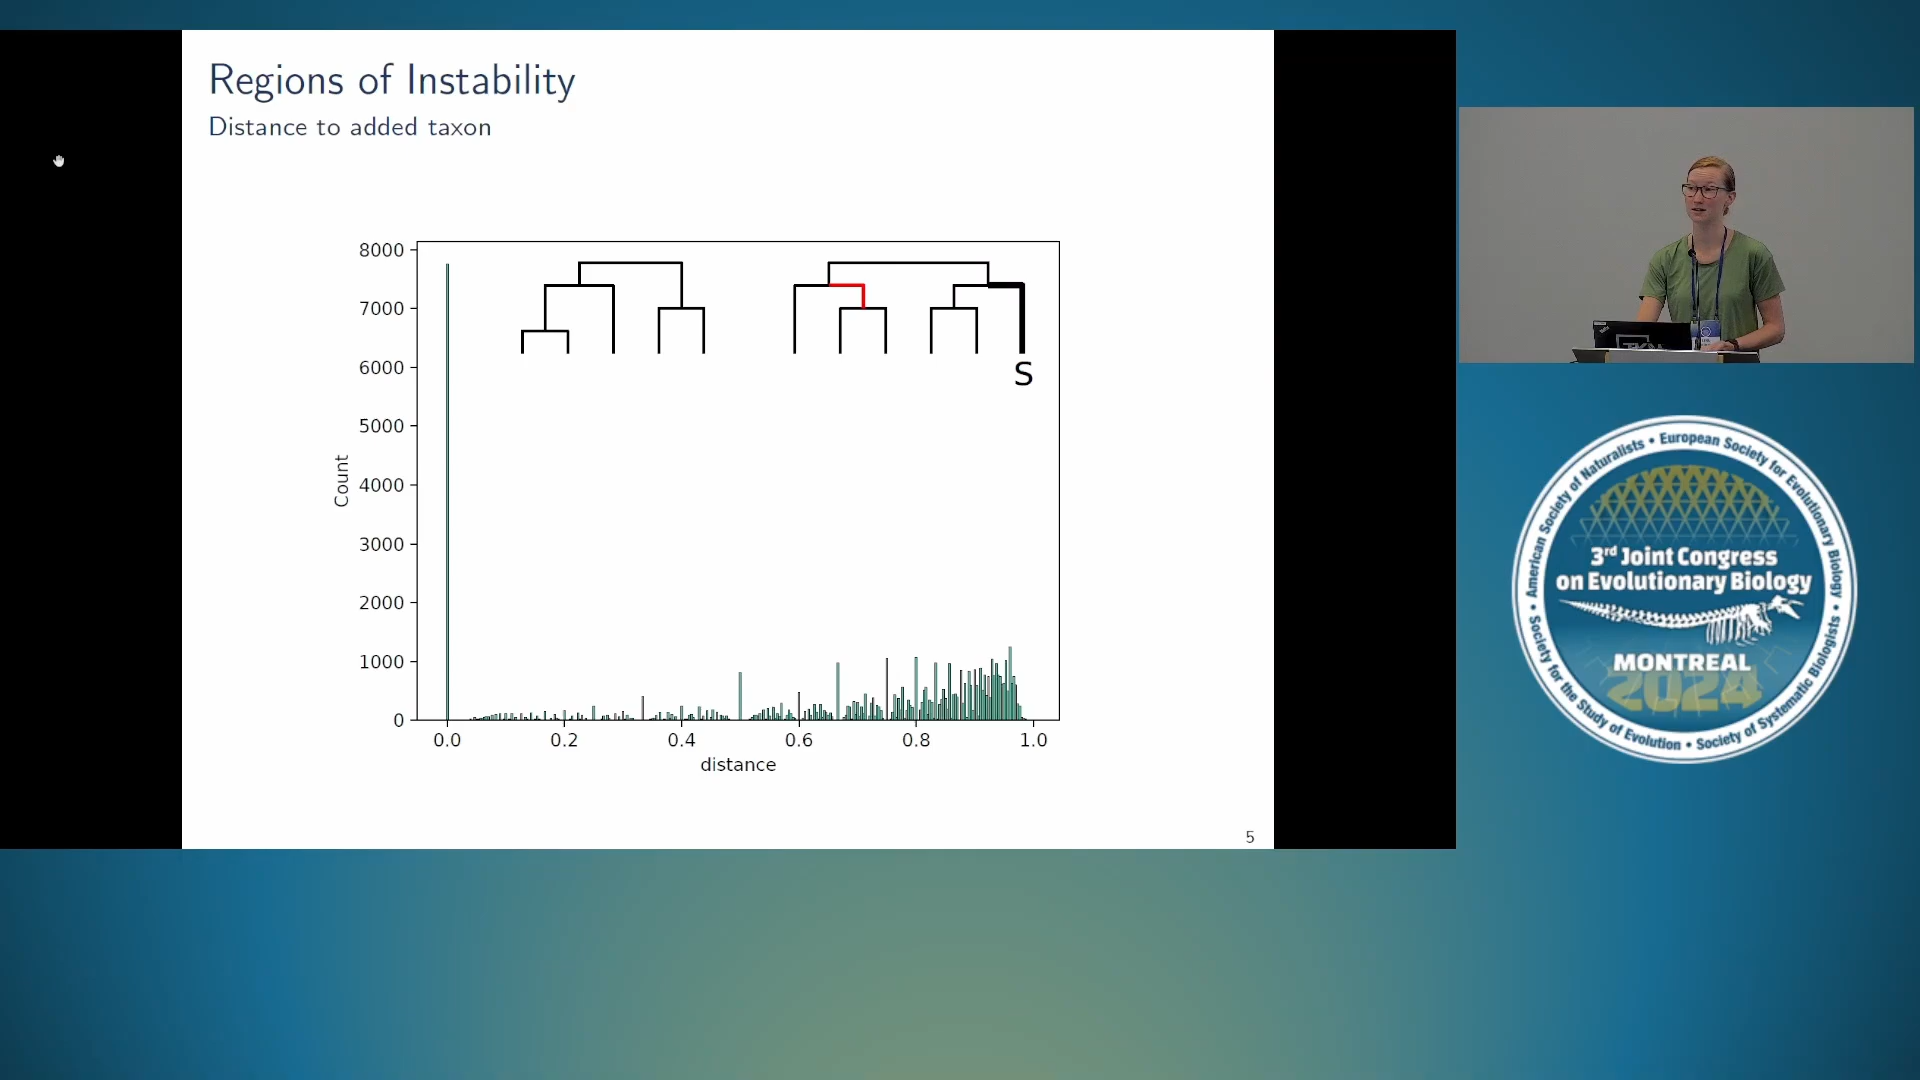 Regions of Instability
Distance to added taxon
8000
7000
6000
5000
4000
3000
2000
1000
0
Count
S
0.0 0.2 0.4 0.6 0.8 1.0
distance
5
American Society of Naturalists • European Society for Evolutionary Biology • Society of Systematic Biologists • Society for the Study of Evolution •
3rd Joint Congress
on Evolutionary Biology
MONTREAL
2024